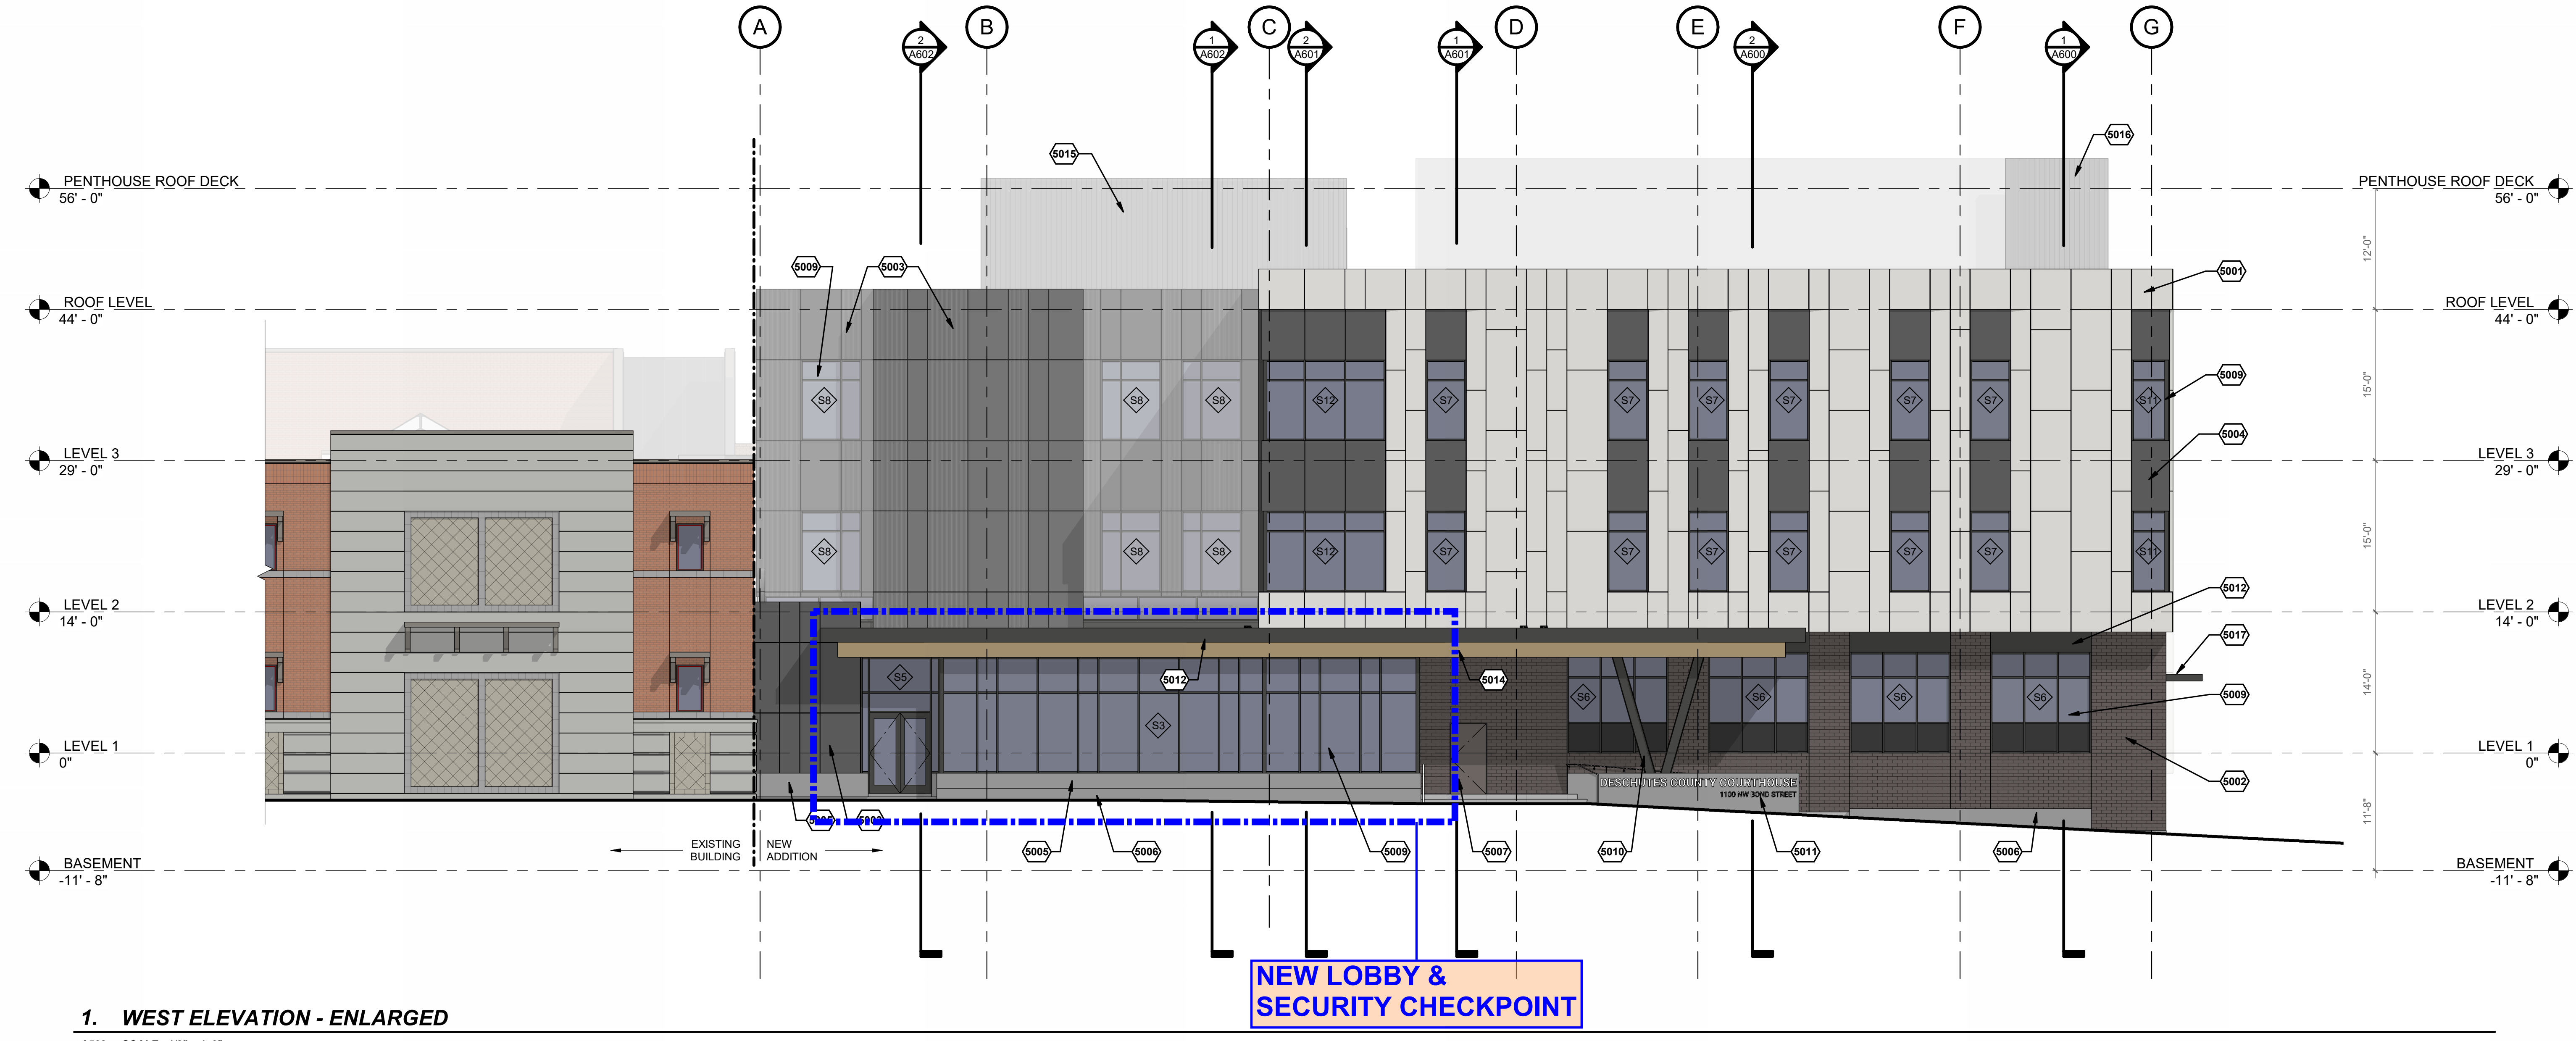 A
B
C
D
E
F
G
2
A602
1
A602
2
A601
1
A601
2
A600
1
A600
5015
5016
PENTHOUSE ROOF DECK
56' - 0"
PENTHOUSE ROOF DECK
56' - 0"
12'-0"
5009
5003
5001
ROOF LEVEL
44' - 0"
ROOF LEVEL
44' - 0"
15'-0"
5009
S8
S8
S8
S12
S7
S7
S7
S7
S7
S7
S11
5004
LEVEL 3
29' - 0"
LEVEL 3
29' - 0"
15'-0"
S8
S8
S8
S12
S7
S7
S7
S7
S7
S7
S11
5012
LEVEL 2
14' - 0"
LEVEL 2
14' - 0"
5017
14'-0"
S5
5012
5014
S6
S6
S6
S6
5009
S3
LEVEL 1
0"
LEVEL 1
0"
5002
DESCHUTES COUNTY COURTHOUSE
1100 NW BOND STREET
11'-8"
EXISTING
BUILDING
NEW
ADDITION
5005
5006
5009
5007
5010
5011
5006
BASEMENT
-11' - 8"
BASEMENT
-11' - 8"
NEW LOBBY &
SECURITY CHECKPOINT
1. WEST ELEVATION - ENLARGED